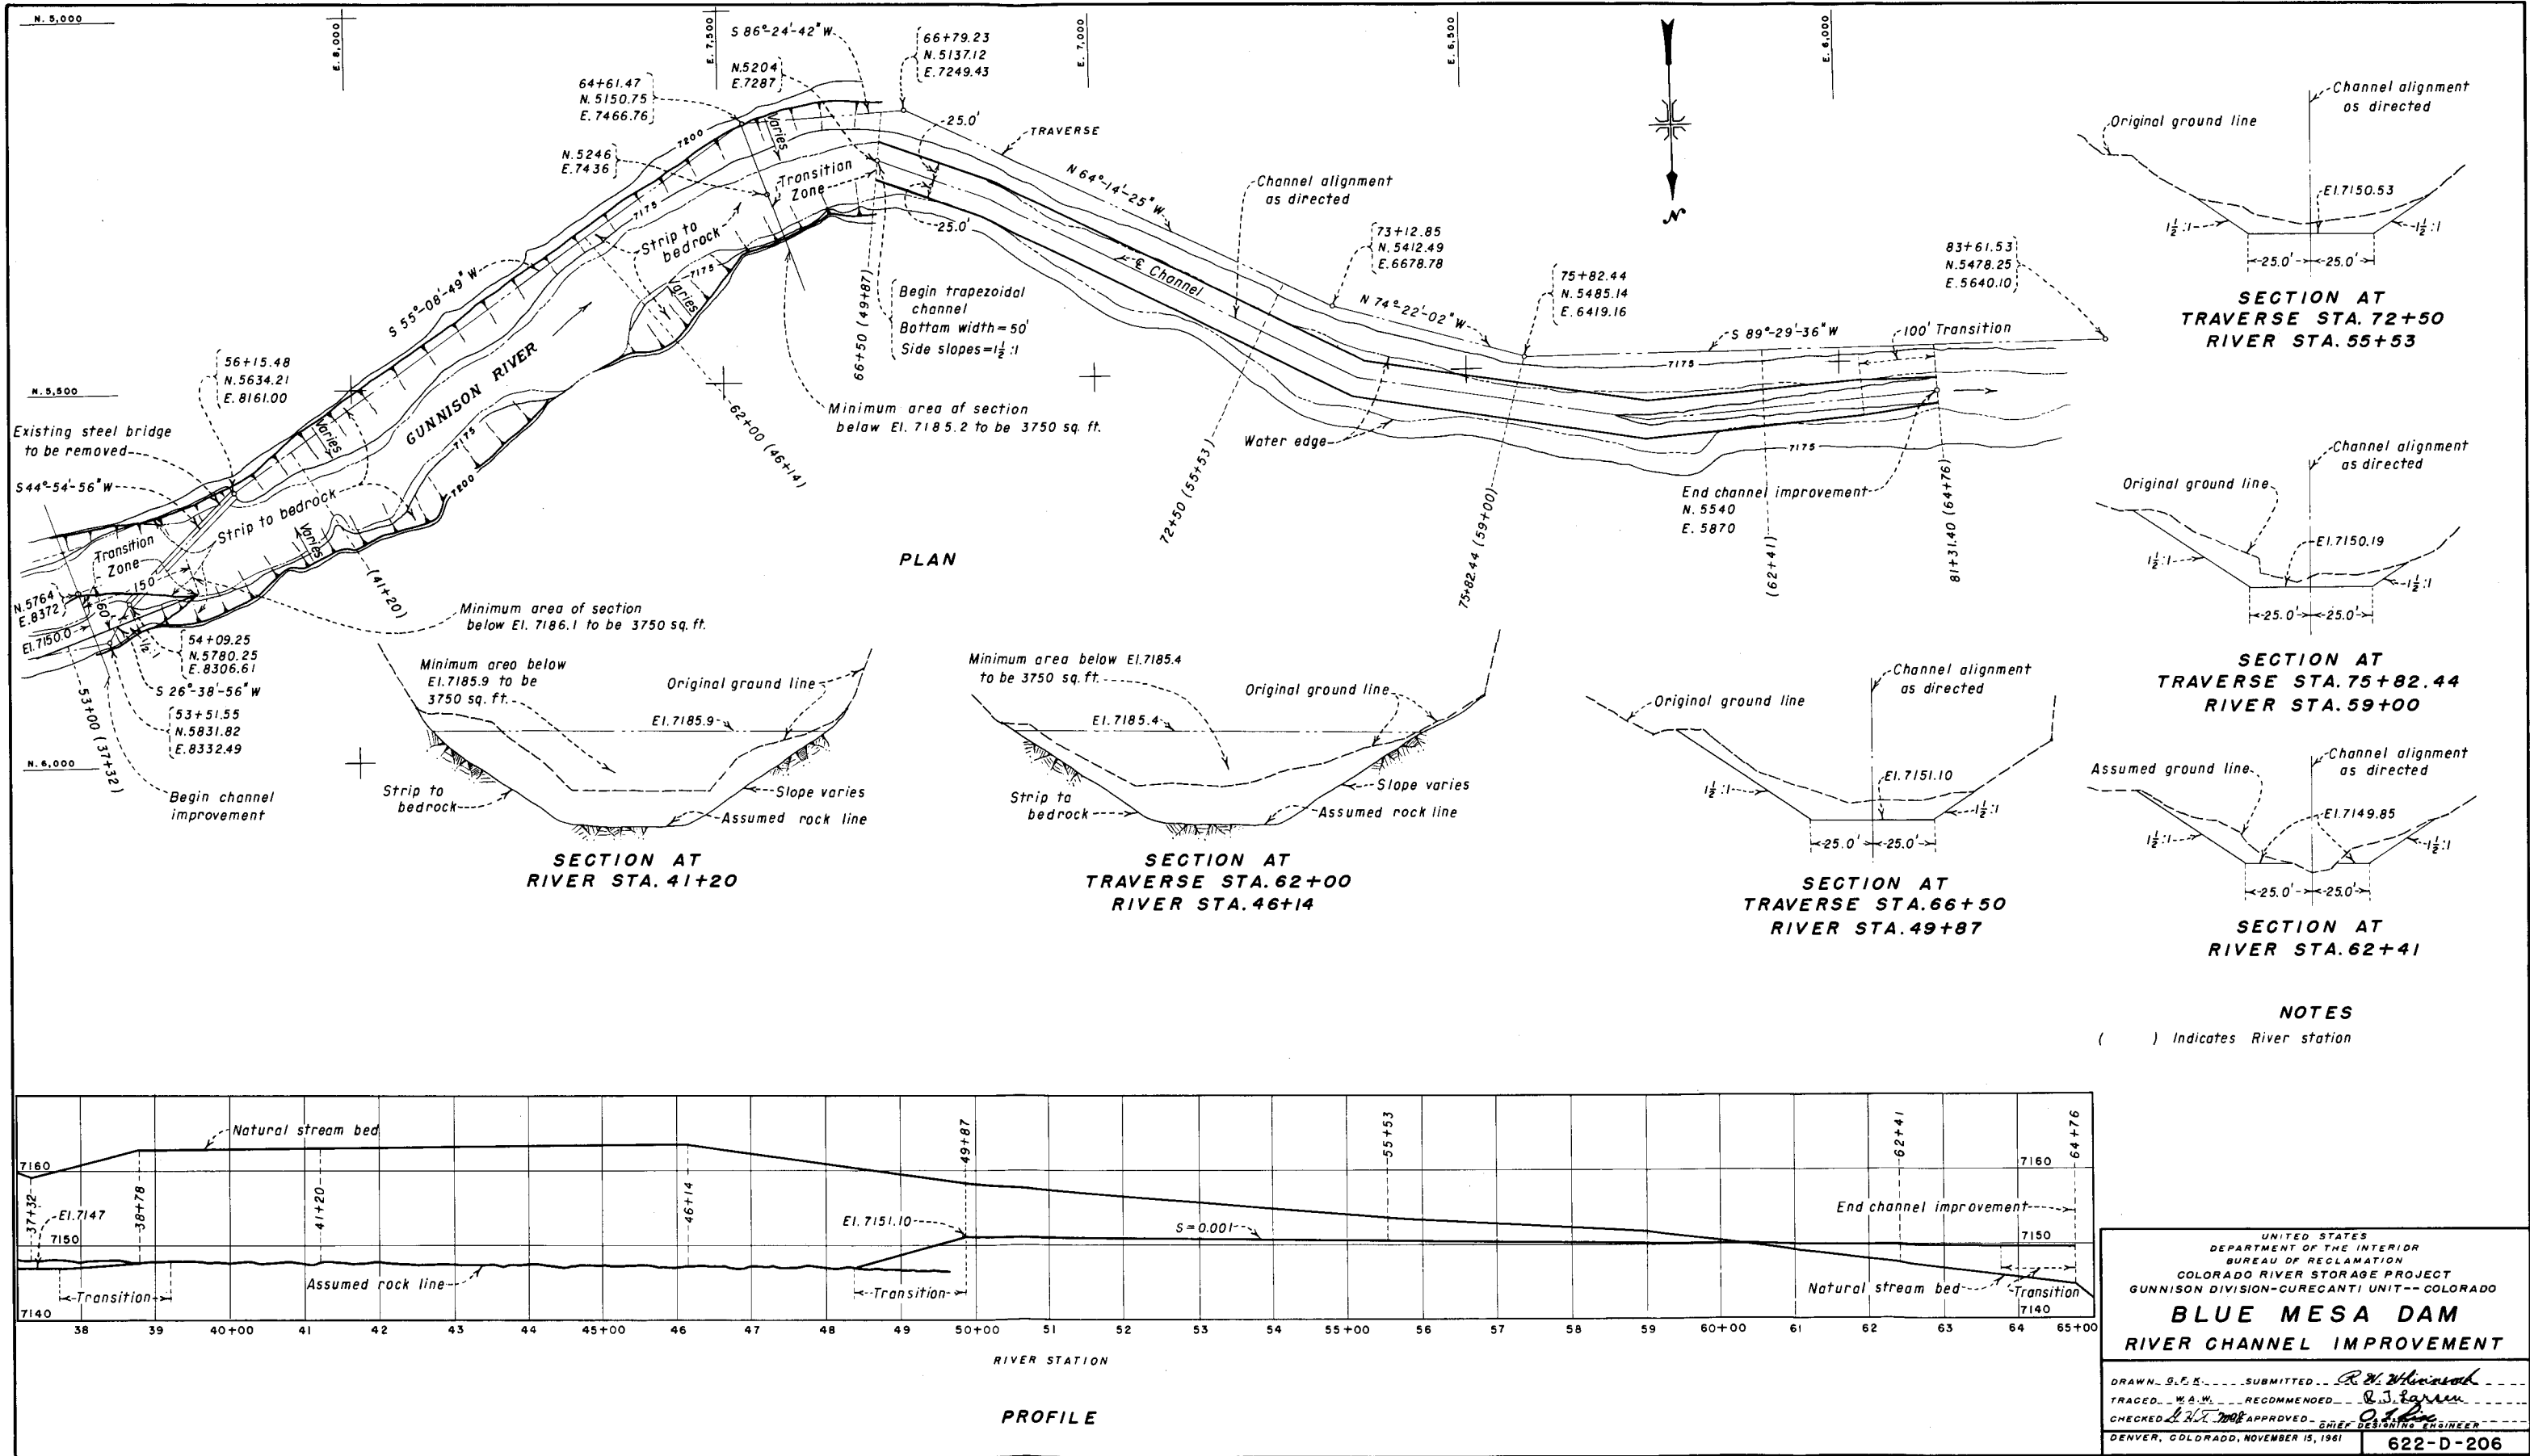 N. 5,000
E. 8,000
E. 7,500
E. 7,000
E. 6,500
E. 6,000
S 86°-24'-42" W
66+79.23
N. 5137.12
E. 7249.43
N.5204
E.7287
64+61.47
N. 5150.75
E. 7466.76
N.5246
E.7436
7200
Varies
25.0'
TRAVERSE
Transition
Zone
N 64°-14'-25" W
Channel alignment
as directed
7175
Strip to
bedrock
25.0'
7175
Varies
S 55°-08'-49" W
℄ Channel
73+12.85
N. 5412.49
E. 6678.78
N 74°-22'-02" W
75+82.44
N. 5485.14
E. 6419.16
83+61.53
N.5478.25
E.5640.10
S 89°-29'-36" W
100' Transition
7175
Begin trapezoidal
channel
Bottom width = 50'
Side slopes = 1½ :1
66+50 (49+87)
56+15.48
N.5634.21
E. 8161.00
GUNNISON RIVER
N. 5,500
Existing steel bridge
to be removed
Varies
7175
62+00 (46+14)
Minimum area of section
below El. 7185.2 to be 3750 sq. ft.
Water edge
7175
S44°-54'-56" W
Strip to bedrock
7200
Varies
72+50 (55+53)
75+82.44 (59+00)
End channel improvement
N. 5540
E. 5870
(62+41)
81+31.40 (64+76)
Transition
Zone
150
PLAN
N.5764
E.8372
60'
El.7150.0
1½:1
(41+20)
Minimum area of section
below El. 7186.1 to be 3750 sq. ft.
54+09.25
N.5780.25
E.8306.61
S 26°-38'-56" W
53+51.55
N.5831.82
E.8332.49
53+00 (37+32)
N. 6,000
Begin channel
improvement
Minimum area below
El.7185.9 to be
3750 sq. ft.
Original ground line
El.7185.9
Strip to
bedrock
Slope varies
Assumed rock line
SECTION AT
RIVER STA. 41+20
Minimum area below El.7185.4
to be 3750 sq. ft.
Original ground line
El.7185.4
Strip to
bedrock
Slope varies
Assumed rock line
SECTION AT
TRAVERSE STA. 62+00
RIVER STA. 46+14
Original ground line
Channel alignment
as directed
El.7151.10
1½ :1
1½ :1
25.0'
25.0'
SECTION AT
TRAVERSE STA. 66+50
RIVER STA. 49+87
Channel alignment
as directed
Original ground line
El.7150.53
1½ :1
1½ :1
25.0'
25.0'
SECTION AT
TRAVERSE STA. 72+50
RIVER STA. 55+53
Channel alignment
as directed
Original ground line
El.7150.19
1½ :1
1½ :1
25.0'
25.0'
SECTION AT
TRAVERSE STA. 75+82.44
RIVER STA. 59+00
Channel alignment
as directed
Assumed ground line
El.7149.85
1½ :1
1½ :1
25.0'
25.0'
SECTION AT
RIVER STA. 62+41
N
NOTES
( ) Indicates River station
Natural stream bed
7160
37+32
El.7147
38+78
41+20
46+14
49+87
55+53
62+41
64+76
7160
7150
El. 7151.10
S = 0.001
End channel improvement
7150
Transition
Assumed rock line
Transition
Natural stream bed
Transition
7140
7140
38 39 40+00 41 42 43 44 45+00 46 47 48 49 50+00 51 52 53 54 55+00 56 57 58 59 60+00 61 62 63 64 65+00
RIVER STATION
PROFILE
UNITED STATES
DEPARTMENT OF THE INTERIOR
BUREAU OF RECLAMATION
COLORADO RIVER STORAGE PROJECT
GUNNISON DIVISION-CURECANTI UNIT--COLORADO
BLUE MESA DAM
RIVER CHANNEL IMPROVEMENT
DRAWN G.F.K. SUBMITTED
TRACED W.A.W. RECOMMENDED R.J. Larsen
CHECKED APPROVED
CHIEF DESIGNING ENGINEER
DENVER, COLORADO, NOVEMBER 15, 1961
622-D-206